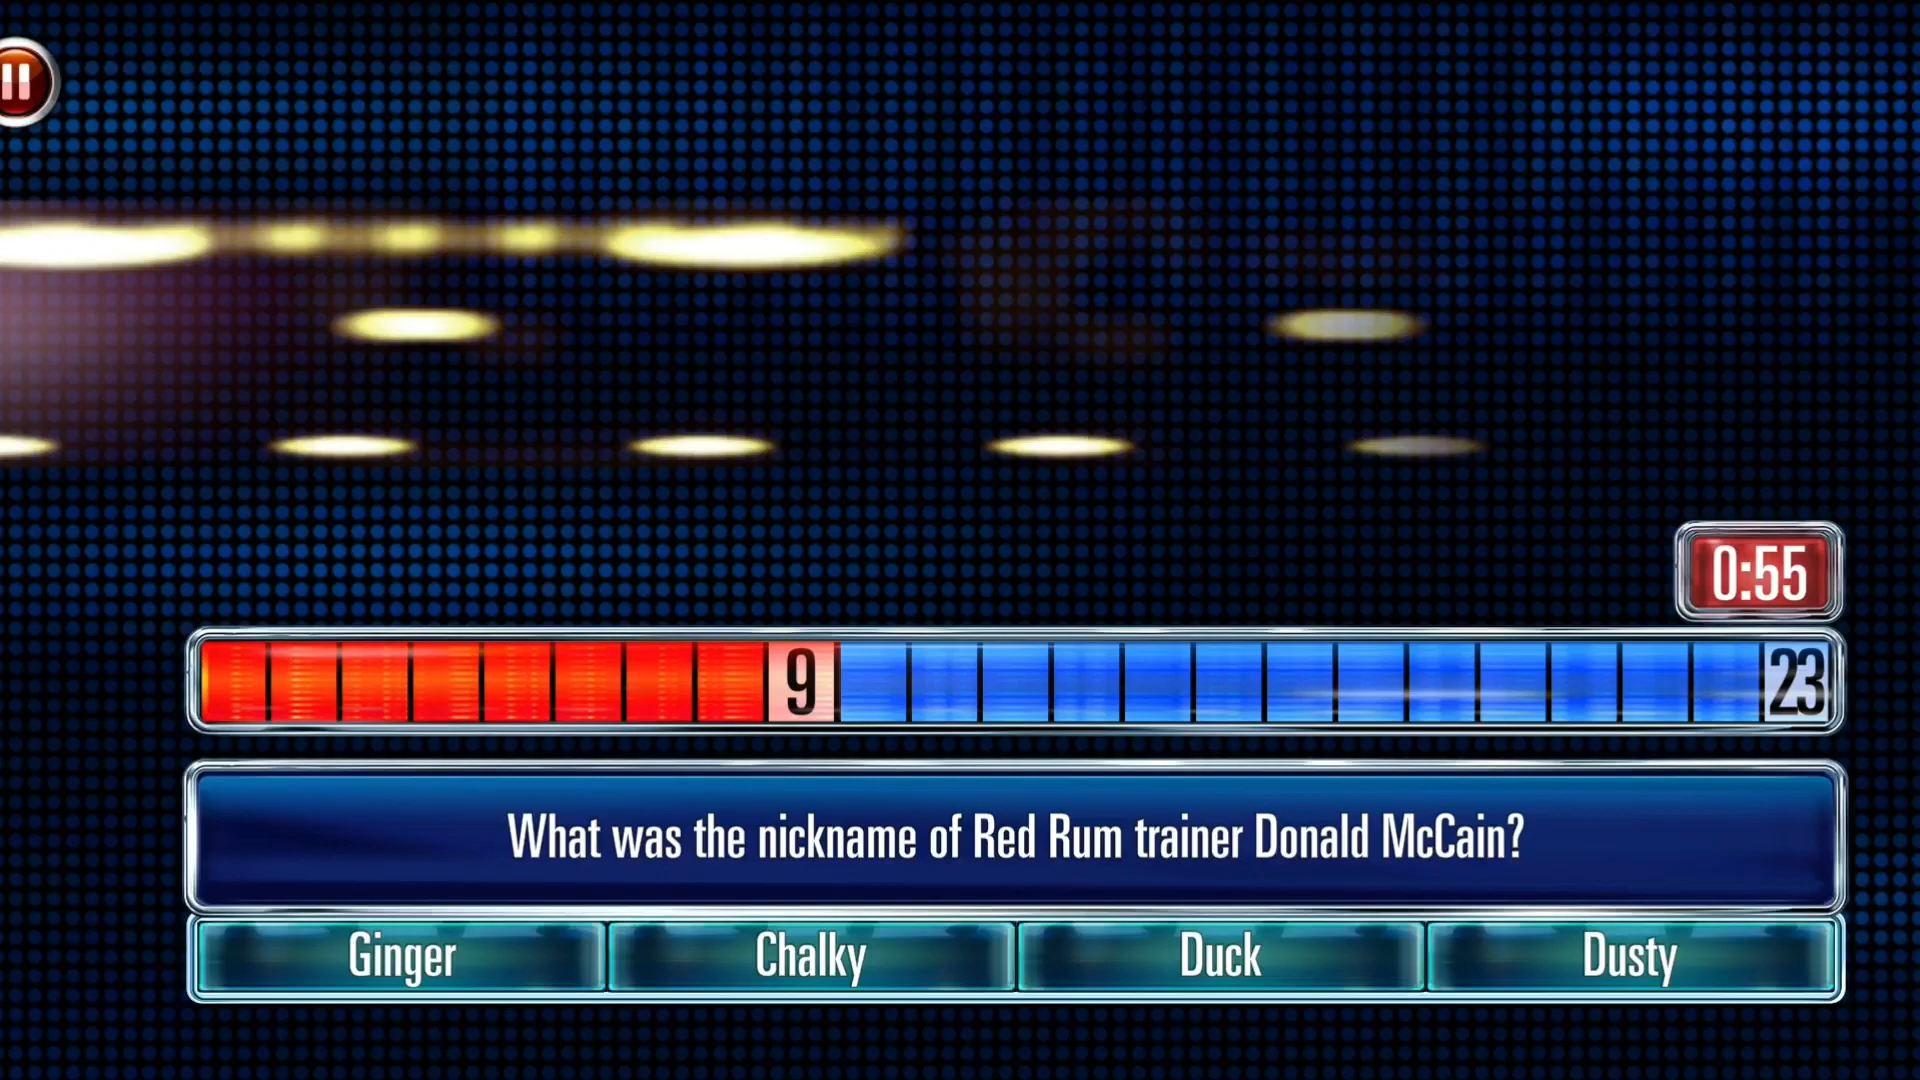 0:55
9
23
What was the nickname of Red Rum trainer Donald McCain?
Ginger
Chalky
Duck
Dusty